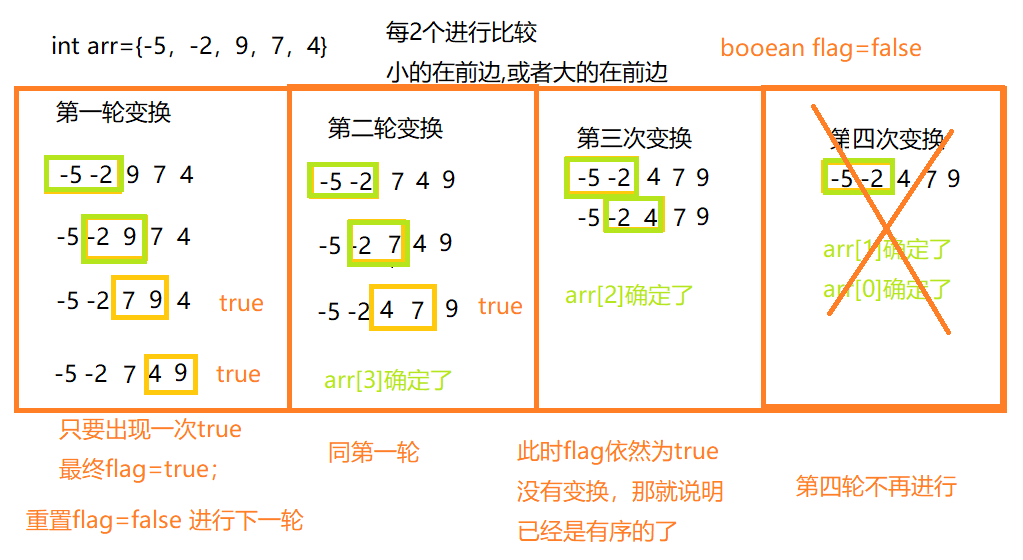 int arr={-5，-2，9，7，4}
每2个进行比较
小的在前边,或者大的在前边
booean flag=false
第一轮变换
-5 -2 9 7 4
-5 -2 9 7 4
-5 -2 7 9 4 true
-5 -2 7 4 9 true
第二轮变换
-5 -2 7 4 9
-5 -2 7 4 9
-5 -2 4 7 9 true
arr[3]确定了
第三次变换
-5 -2 4 7 9
-5 -2 4 7 9
arr[2]确定了
第四次变换
-5 -2 4 7 9
arr[1]确定了
arr[0]确定了
只要出现一次true
最终flag=true；
重置flag=false 进行下一轮
同第一轮
此时flag依然为true
没有变换，那就说明
已经是有序的了
第四轮不再进行